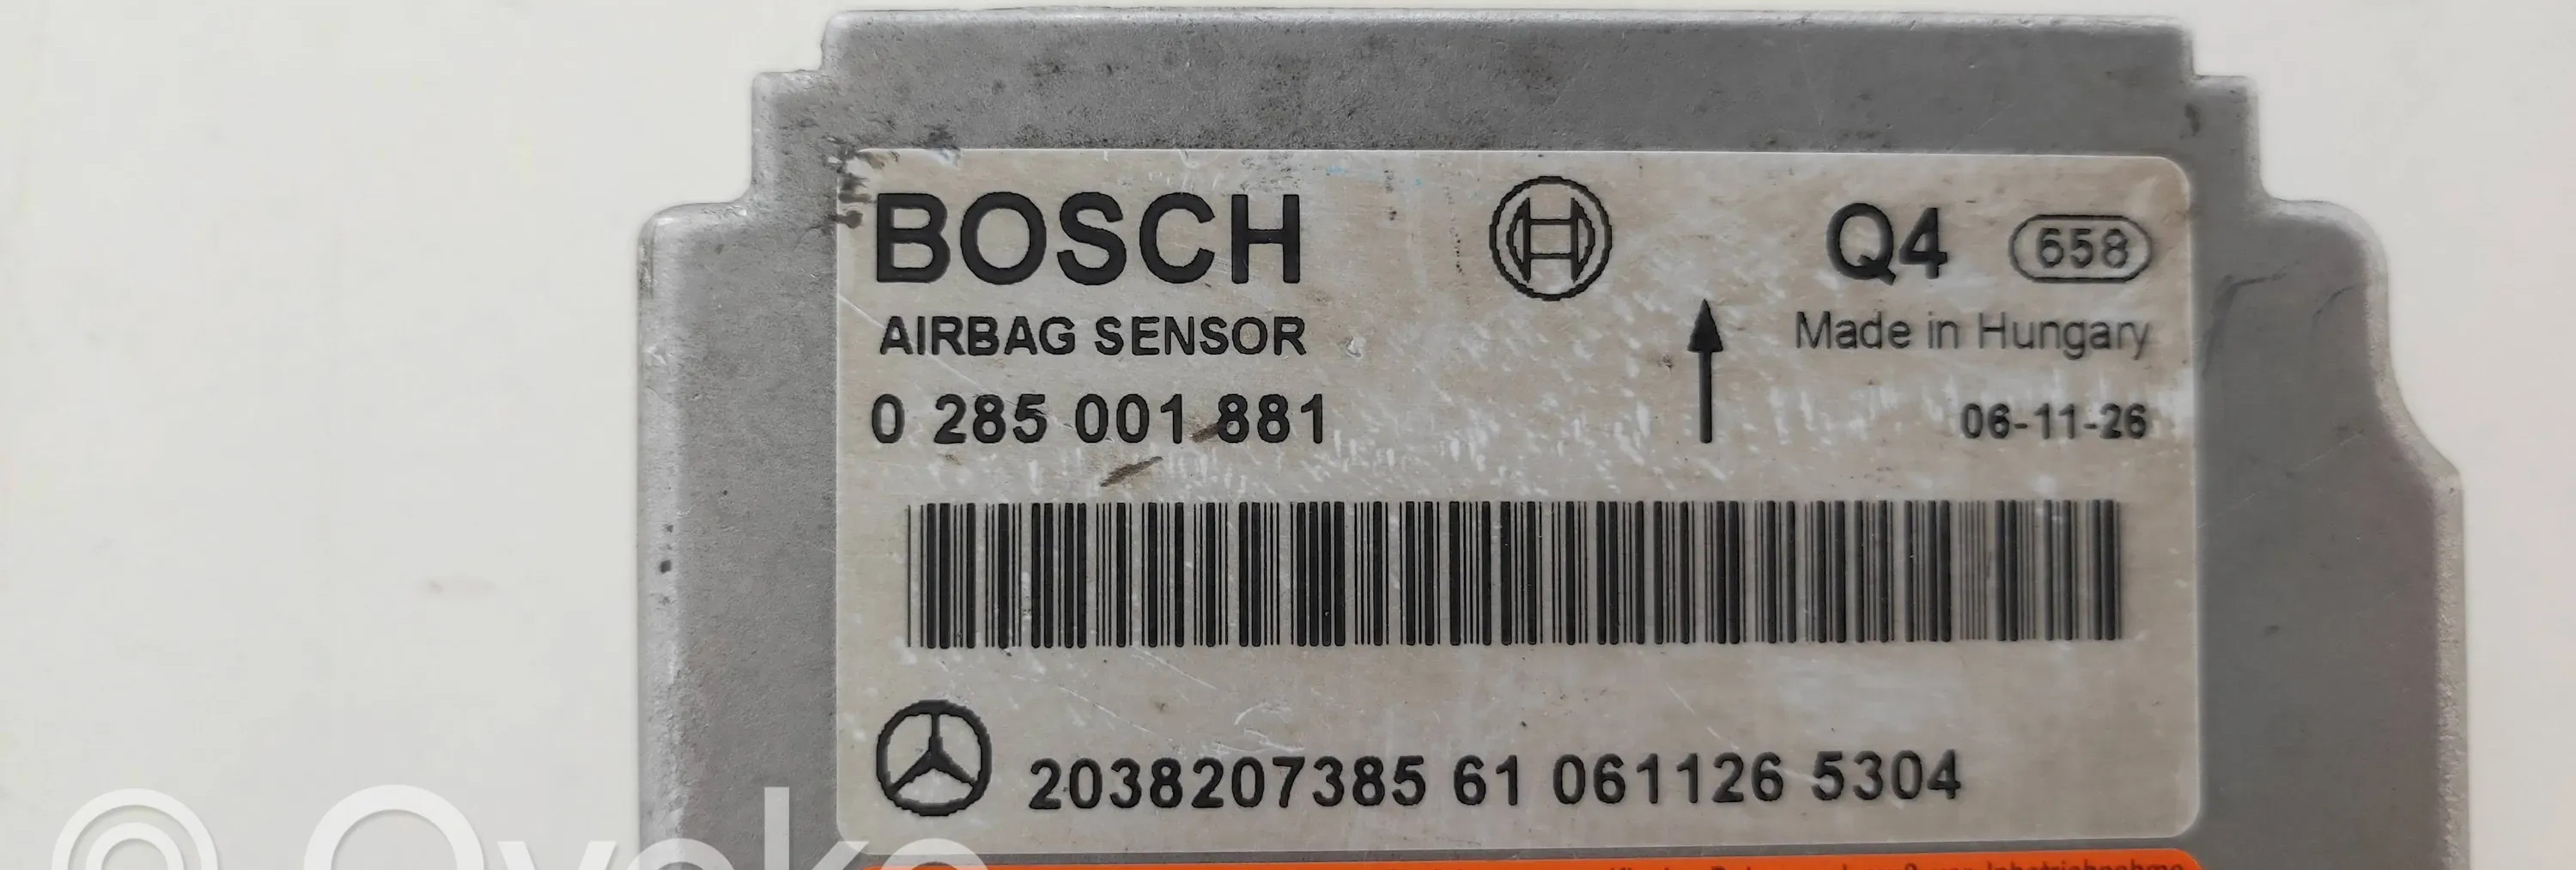 BOSCH
Q4 658
AIRBAG SENSOR
Made in Hungary
0 285 001 881
06-11-26
2038207385 61 061126 5304
Inbetriebnahme